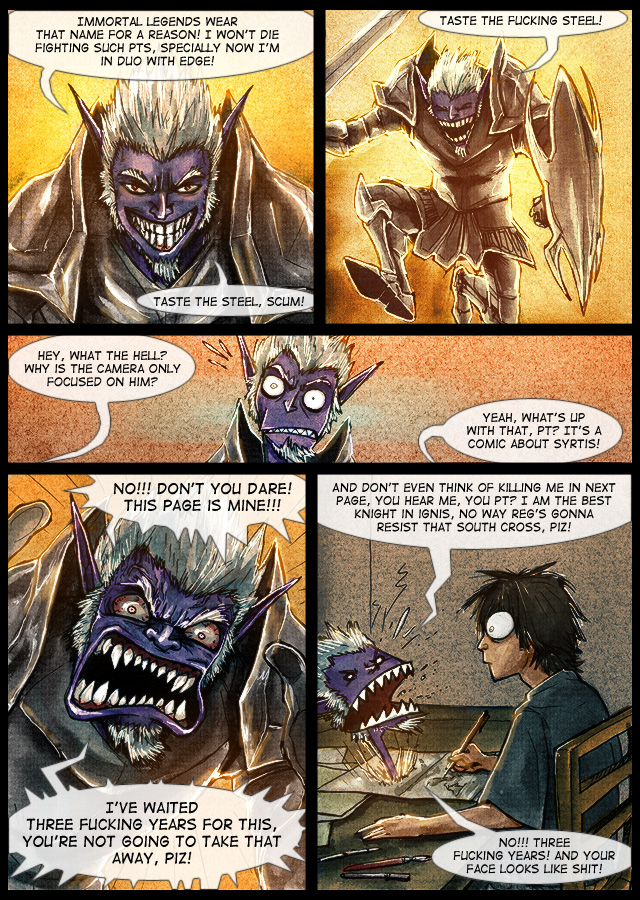 IMMORTAL LEGENDS WEAR
THAT NAME FOR A REASON! I WON'T DIE
FIGHTING SUCH PTS, SPECIALLY NOW I'M
IN DUO WITH EDGE!
TASTE THE STEEL, SCUM!
TASTE THE FUCKING STEEL!
HEY, WHAT THE HELL?
WHY IS THE CAMERA ONLY
FOCUSED ON HIM?
YEAH, WHAT'S UP
WITH THAT, PT? IT'S A
COMIC ABOUT SYRTIS!
NO!!! DON'T YOU DARE!
THIS PAGE IS MINE!!!
I'VE WAITED
THREE FUCKING YEARS FOR THIS,
YOU'RE NOT GOING TO TAKE THAT
AWAY, PIZ!
AND DON'T EVEN THINK OF KILLING ME IN NEXT
PAGE, YOU HEAR ME, YOU PT? I AM THE BEST
KNIGHT IN IGNIS, NO WAY REG'S GONNA
RESIST THAT SOUTH CROSS, PIZ!
NO!!! THREE
FUCKING YEARS! AND YOUR
FACE LOOKS LIKE SHIT!